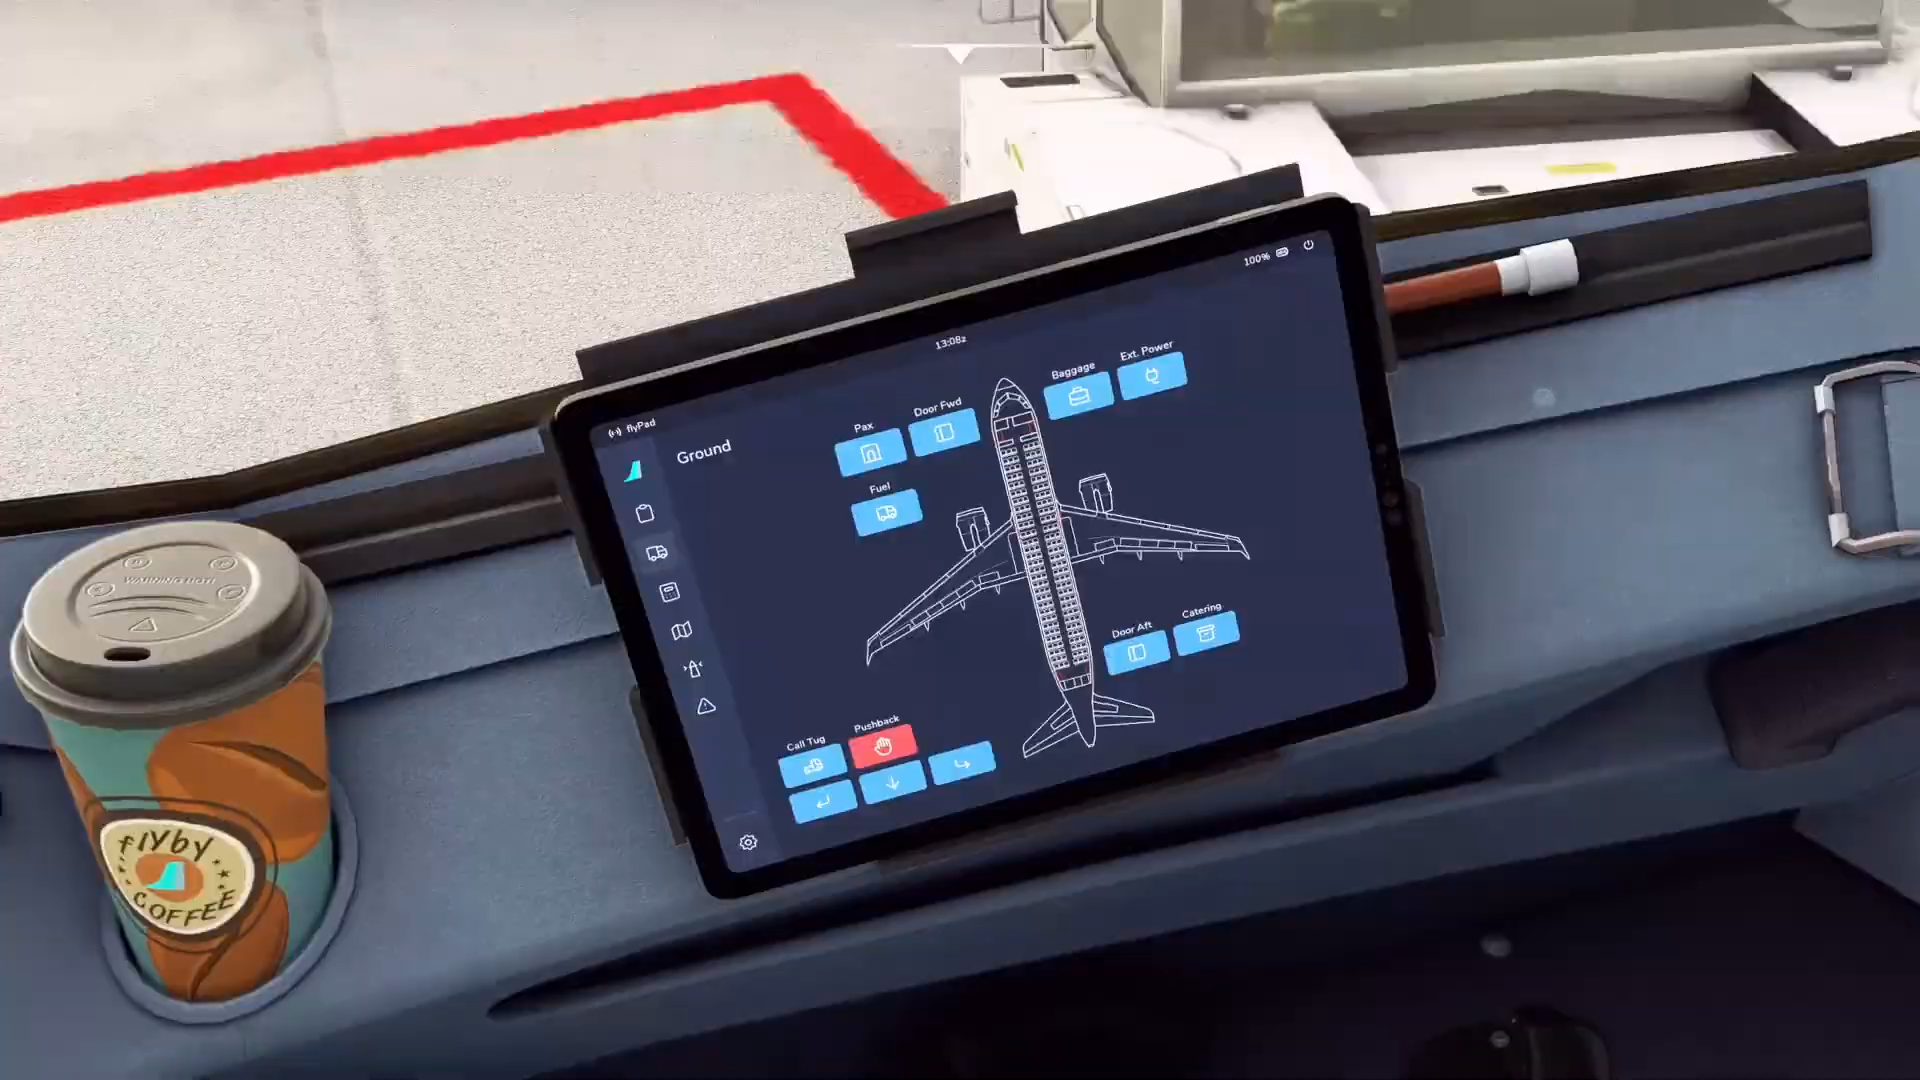 100%
13:08z
flyPad
Ground
Pax
Door Fwd
Baggage
Ext. Power
Fuel
Door Aft
Catering
Call Tug
Pushback
flyby
COFFEE